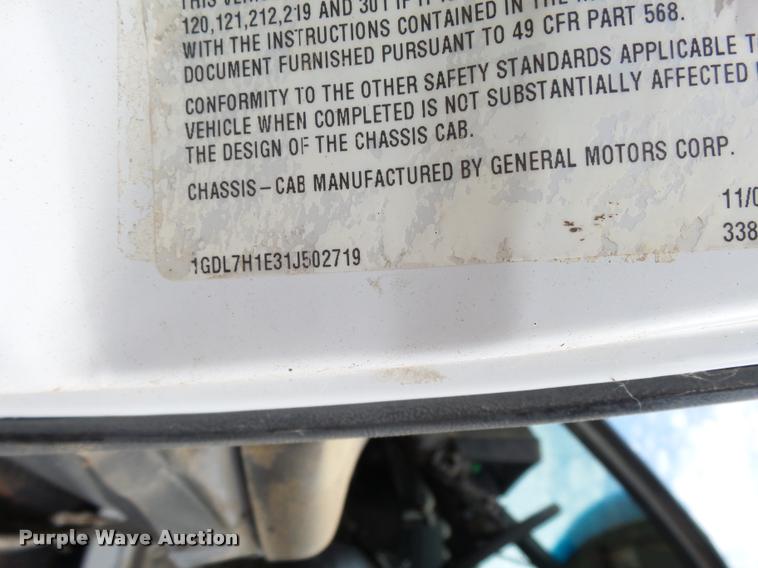 THIS
120,121,212,219 AND 301
WITH THE INSTRUCTIONS CONTAINED IN THE
DOCUMENT FURNISHED PURSUANT TO 49 CFR PART 568.
CONFORMITY TO THE OTHER SAFETY STANDARDS APPLICABLE
VEHICLE WHEN COMPLETED IS NOT SUBSTANTIALLY AFFECTED
THE DESIGN OF THE CHASSIS CAB.
CHASSIS-CAB MANUFACTURED BY GENERAL MOTORS CORP.
11/0
338
1GDL7H1E31J502719
Purple Wave Auction